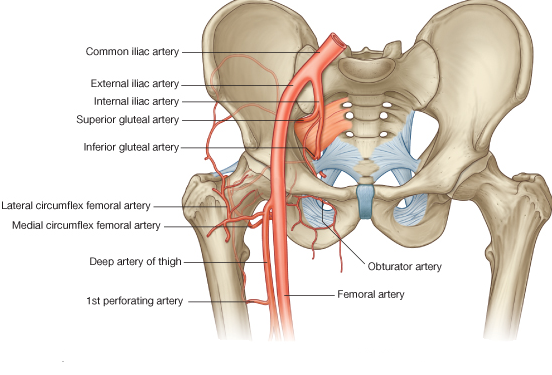 Common iliac artery
External iliac artery
Internal iliac artery
Superior gluteal artery
Inferior gluteal artery
Lateral circumflex femoral artery
Medial circumflex femoral artery
Deep artery of thigh
Obturator artery
1st perforating artery
Femoral artery